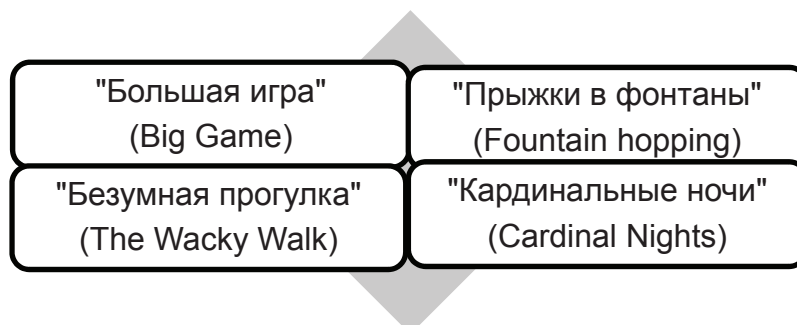 "Большая игра"
(Big Game)
"Прыжки в фонтаны"
(Fountain hopping)
"Безумная прогулка"
(The Wacky Walk)
"Кардинальные ночи"
(Cardinal Nights)